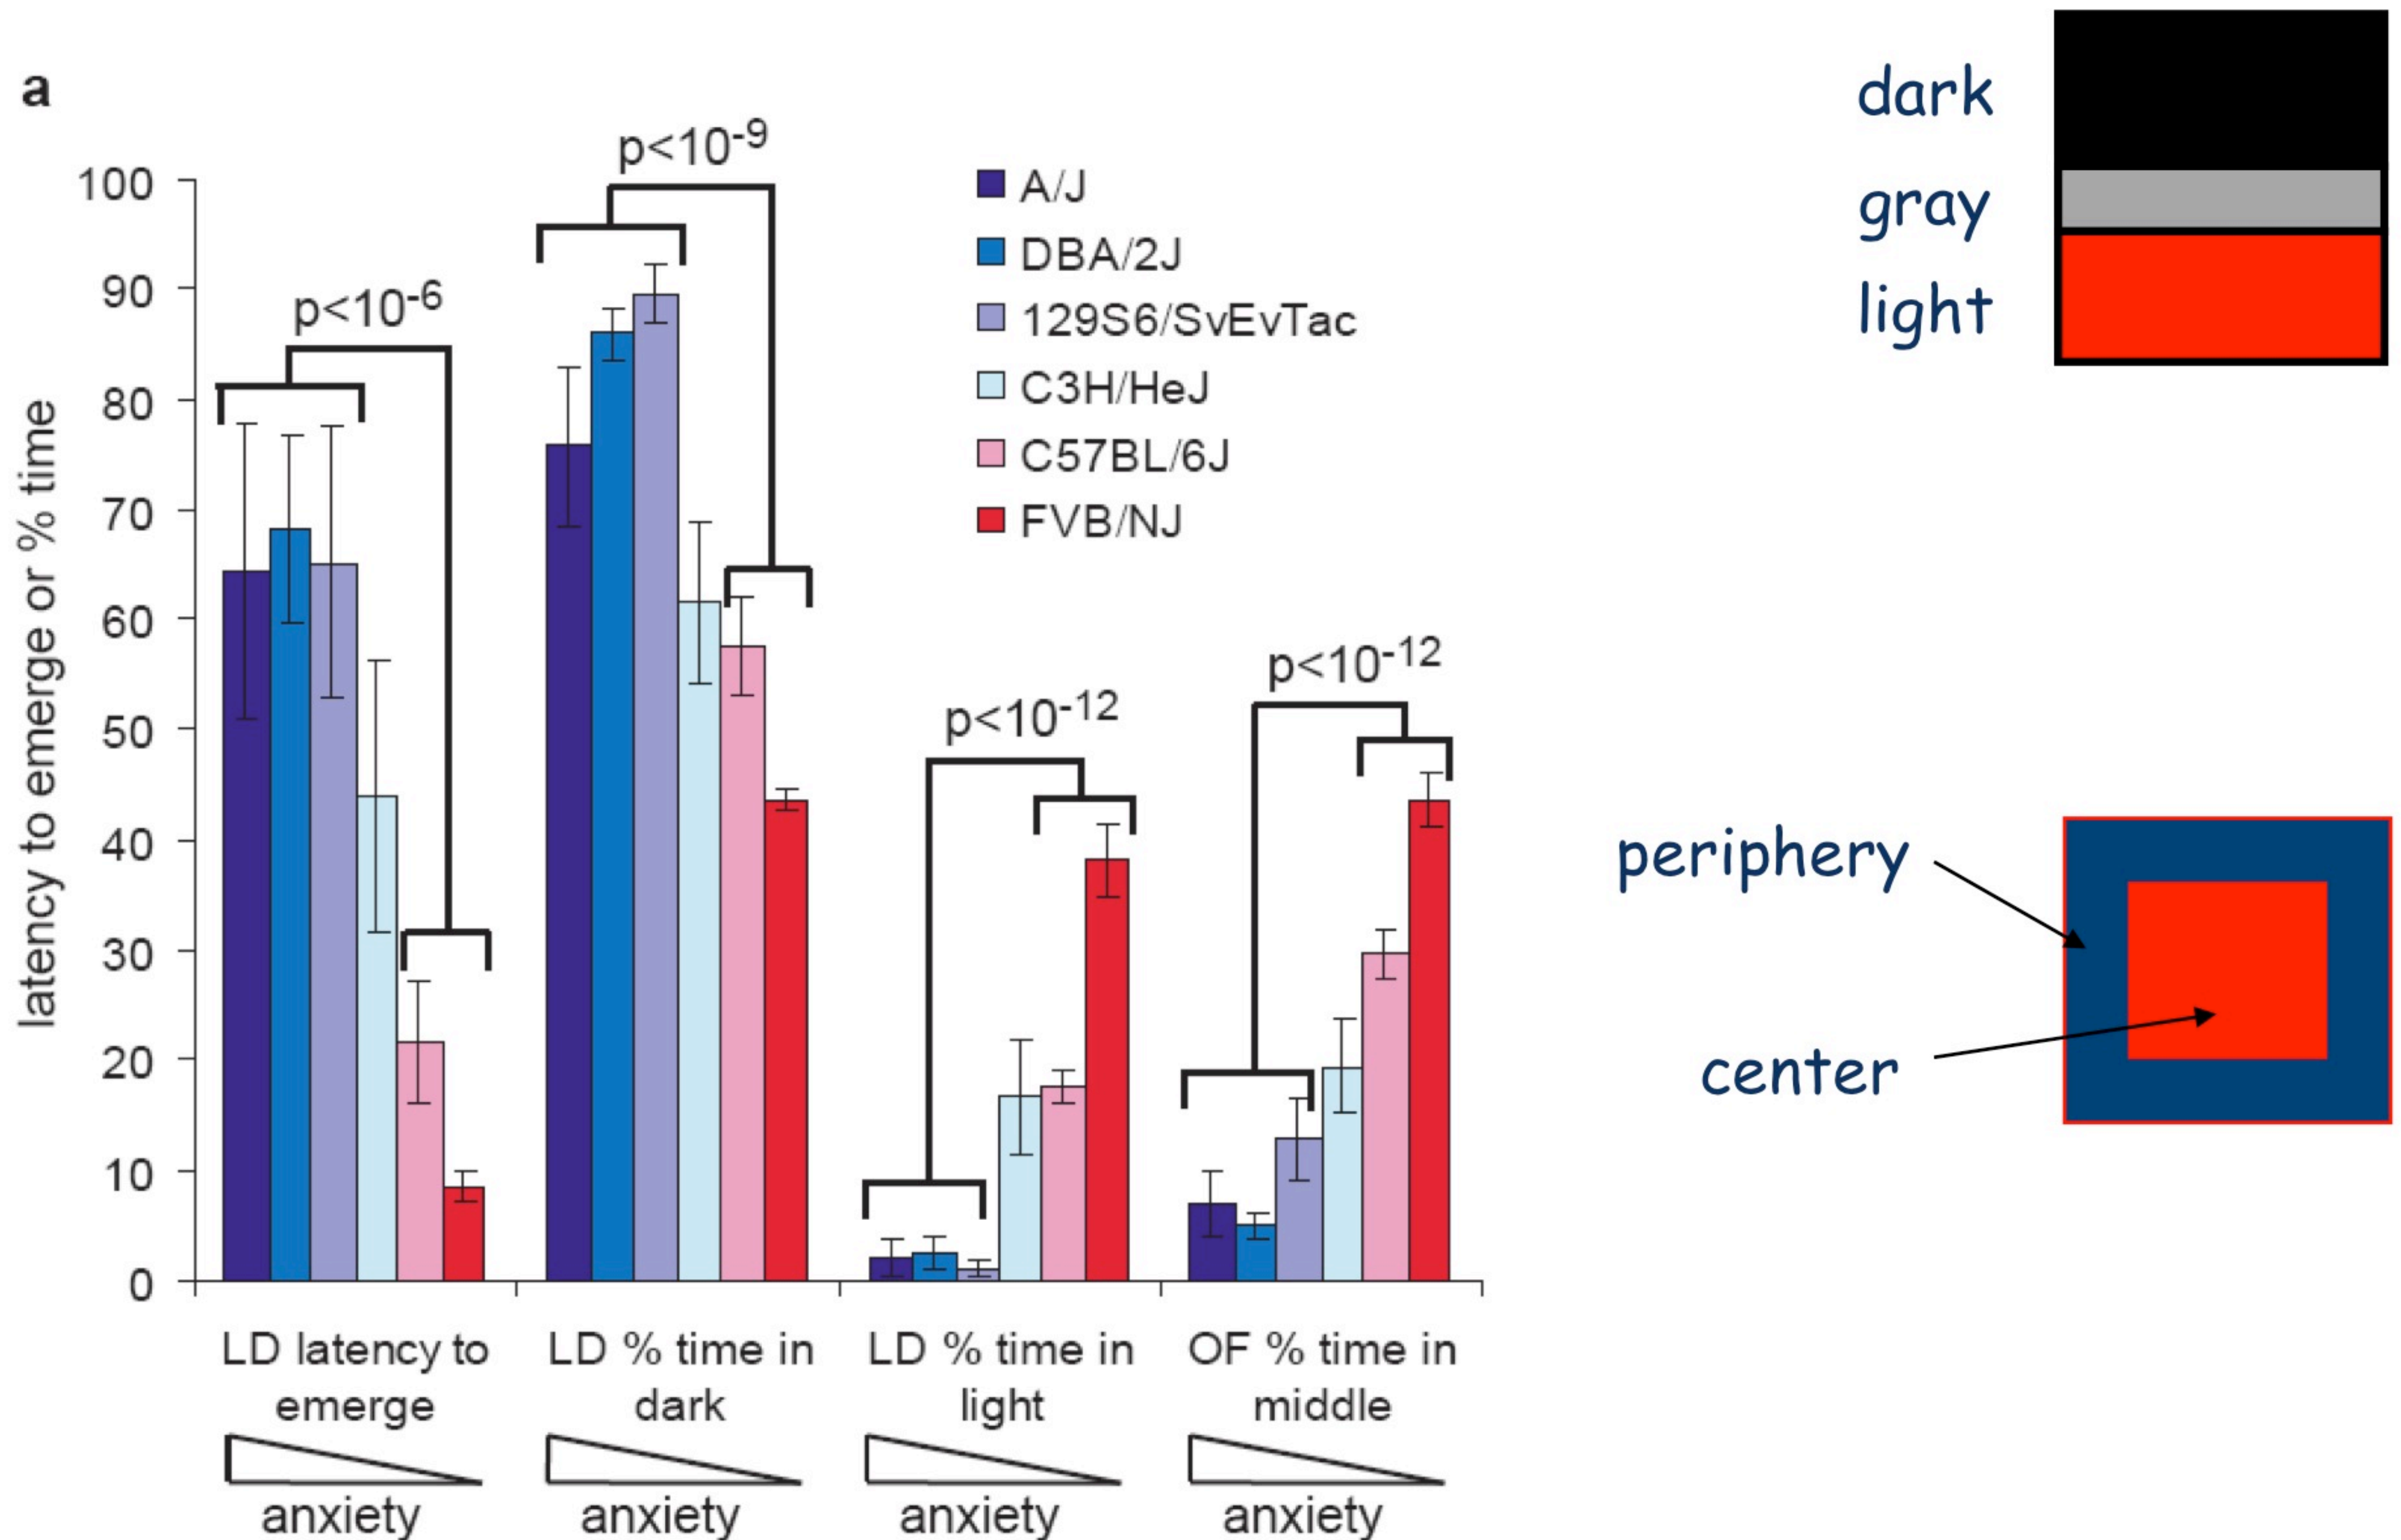 a
latency to emerge or % time
100
90
80
70
60
50
40
30
20
10
0
p<10-6
p<10-9
p<10-12
p<10-12
A/J
DBA/2J
129S6/SvEvTac
C3H/HeJ
C57BL/6J
FVB/NJ
LD latency to
emerge
anxiety
LD % time in
dark
anxiety
LD % time in
light
anxiety
OF % time in
middle
anxiety
dark
gray
light
periphery
center